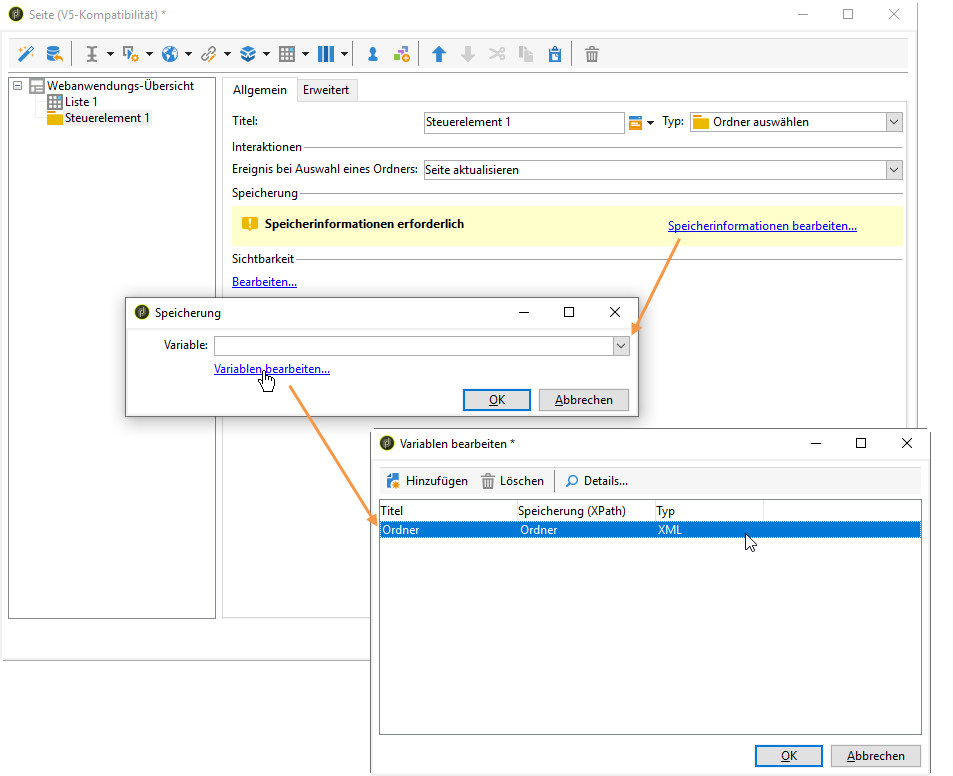 Seite (V5-Kompatibilität) *
Webanwendungs-Übersicht
Liste 1
Steuerelement 1
Allgemein
Erweitert
Titel:
Steuerelement 1
Typ:
Ordner auswählen
Interaktionen
Ereignis bei Auswahl eines Ordners:
Seite aktualisieren
Speicherung
Speicherinformationen erforderlich
Speicherinformationen bearbeiten...
Sichtbarkeit
Bearbeiten...
Speicherung
Variable:
Variablen bearbeiten...
OK
Abbrechen
Variablen bearbeiten *
Hinzufügen
Löschen
Details...
Titel
Speicherung (XPath)
Typ
Ordner
Ordner
XML
OK
Abbrechen